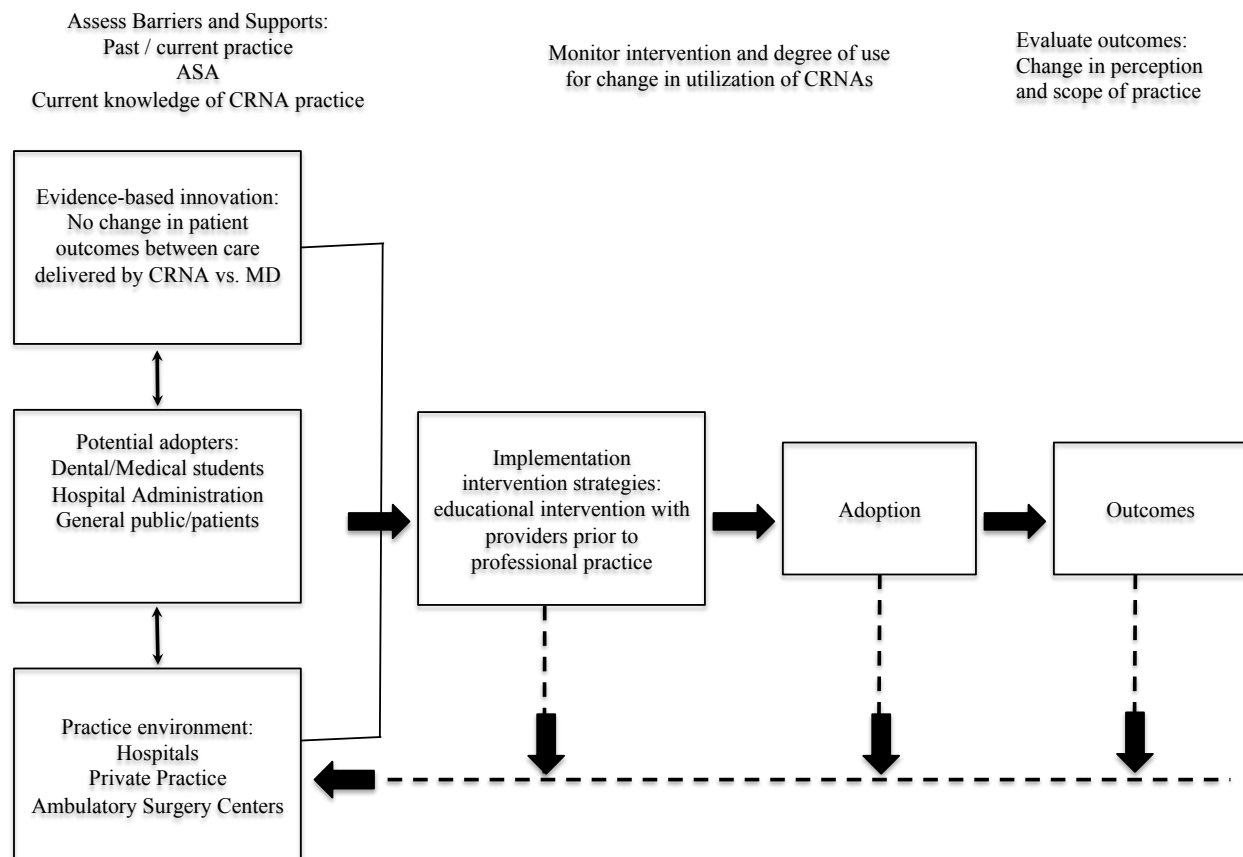 Assess Barriers and Supports:
Past / current practice
ASA
Current knowledge of CRNA practice
Monitor intervention and degree of use
for change in utilization of CRNAs
Evaluate outcomes:
Change in perception
and scope of practice
Evidence-based innovation:
No change in patient
outcomes between care
delivered by CRNA vs. MD
Potential adopters:
Dental/Medical students
Hospital Administration
General public/patients
Practice environment:
Hospitals
Private Practice
Ambulatory Surgery Centers
Implementation
intervention strategies:
educational intervention with
providers prior to
professional practice
Adoption
Outcomes